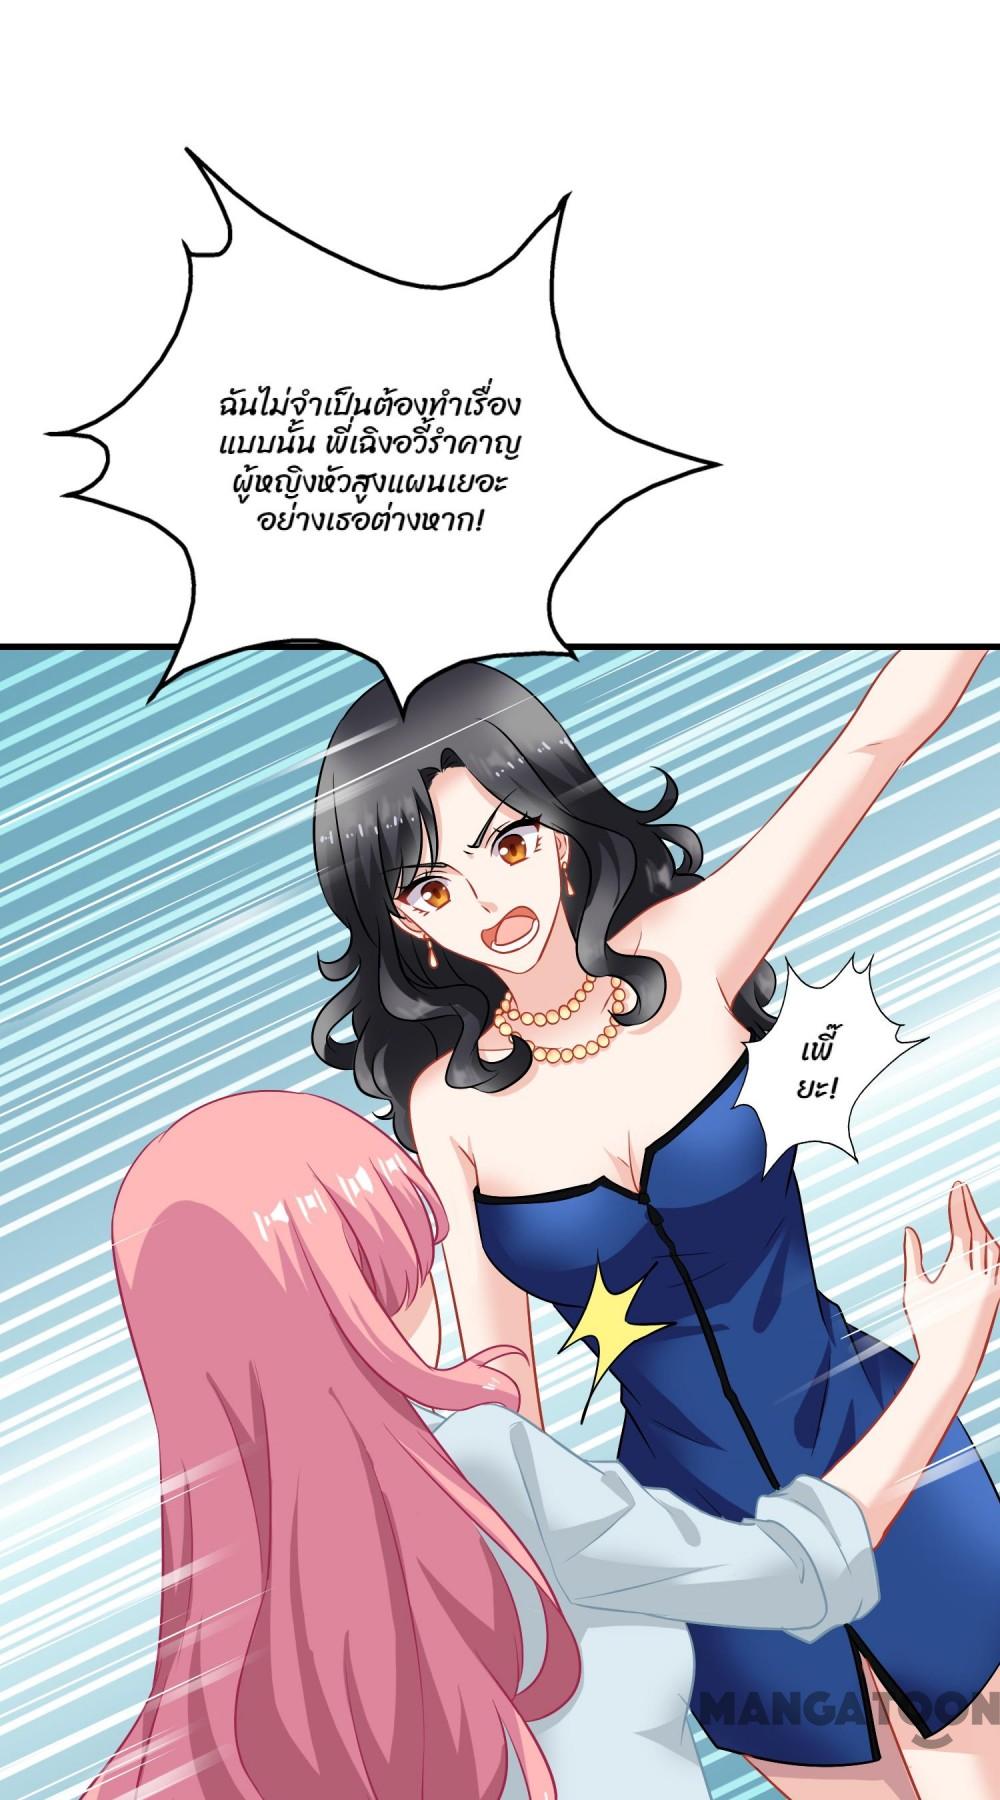 ฉันไม่จำเป็นต้องทำเรื่อง
แบบนั้น พี่เฉิงอวี้รำคาญ
ผู้หญิงหัวสูงแผนเยอะ
อย่างเธอต่างหาก!
เพี๊
ยะ!
MANGATOON